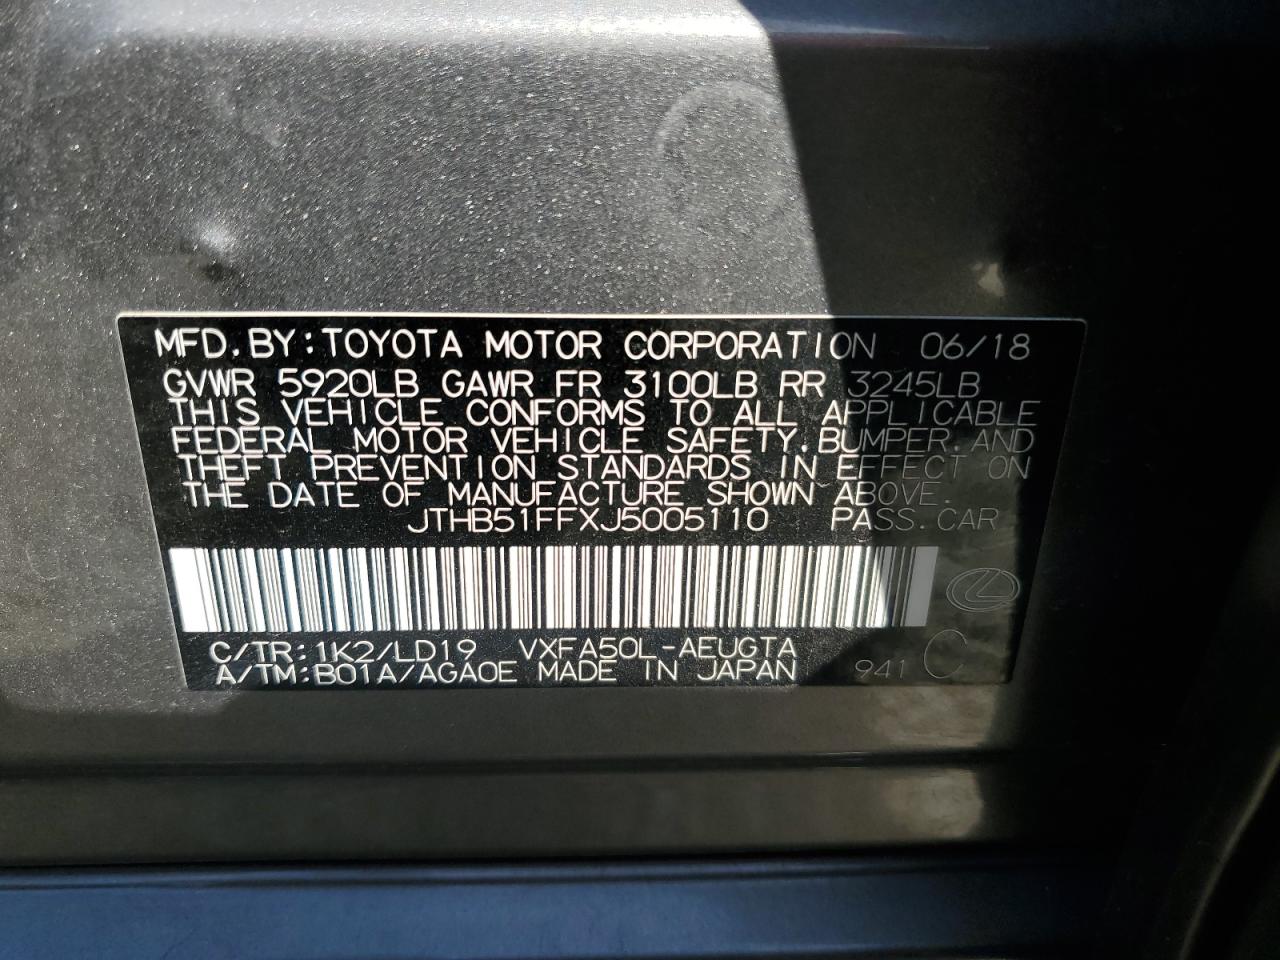 MFD.BY:TOYOTA MOTOR CORPORATION 06/18
GVWR 5920LB GAWR FR 3100LB RR 3245LB
THIS VEHICLE CONFORMS TO ALL APPLICABLE
FEDERAL MOTOR VEHICLE SAFETY,BUMPER,AND
THEFT PREVENTION STANDARDS IN EFFECT ON
THE DATE OF MANUFACTURE SHOWN ABOVE.
JTHB51FFXJ5005110 PASS.CAR
C/TR:1K2/LD19 VXFA50L-AEUGTA
A/TM:B01A/AGA0E MADE IN JAPAN 941 C